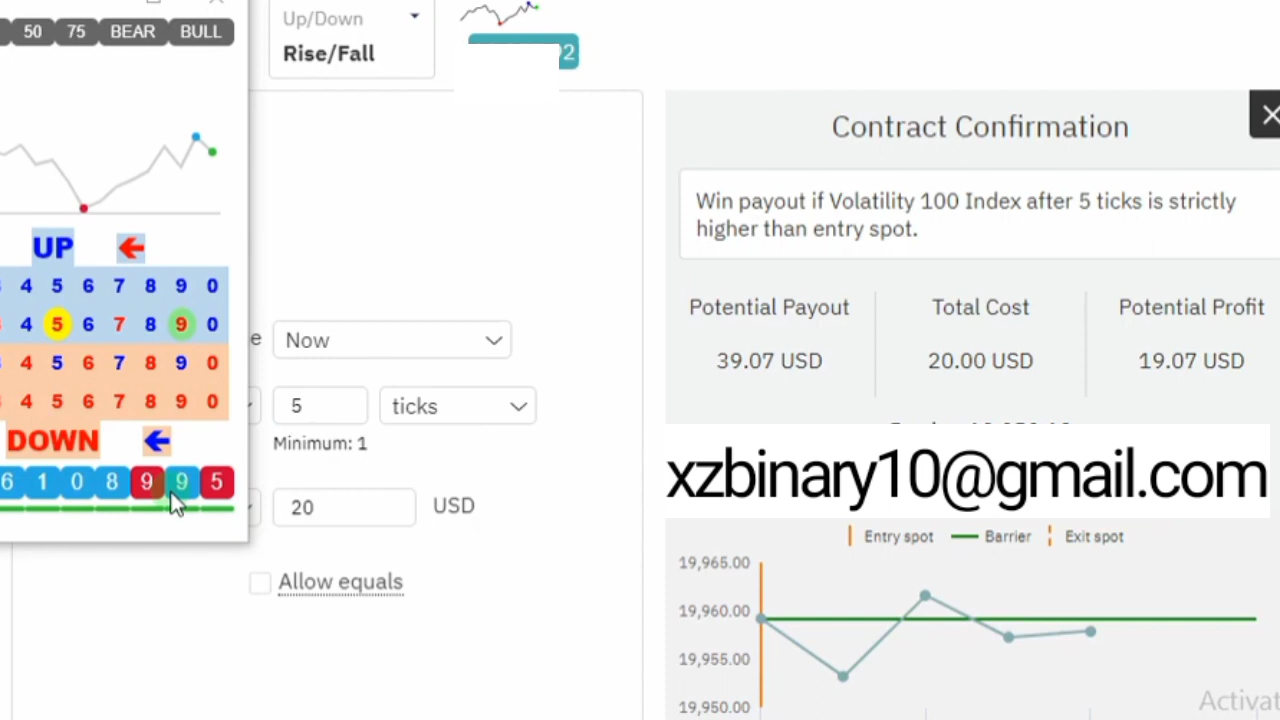 50 75 BEAR BULL
Up/Down
Rise/Fall
2
UP
4 5 6 7 8 9 0
4 5 6 7 8 9 0
4 5 6 7 8 9 0
4 5 6 7 8 9 0
DOWN
6 1 0 8 9 9 5
Now
5 ticks
Minimum: 1
20 USD
Allow equals
Contract Confirmation
Win payout if Volatility 100 Index after 5 ticks is strictly
higher than entry spot.
Potential Payout Total Cost Potential Profit
39.07 USD 20.00 USD 19.07 USD
xzbinary10@gmail.com
Entry spot Barrier Exit spot
19,965.00
19,960.00
19,955.00
19,950.00